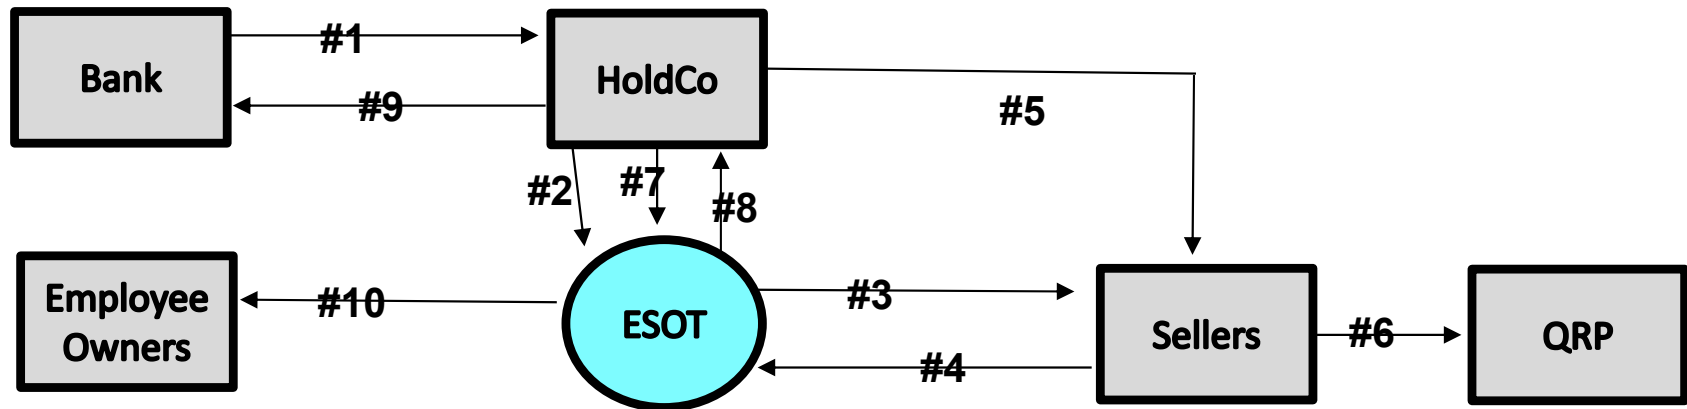 #1
Bank
HoldCo
#9
#5
#2
#7
#8
Employee
Owners
#10
ESOT
#3
#4
Sellers
#6
QRP